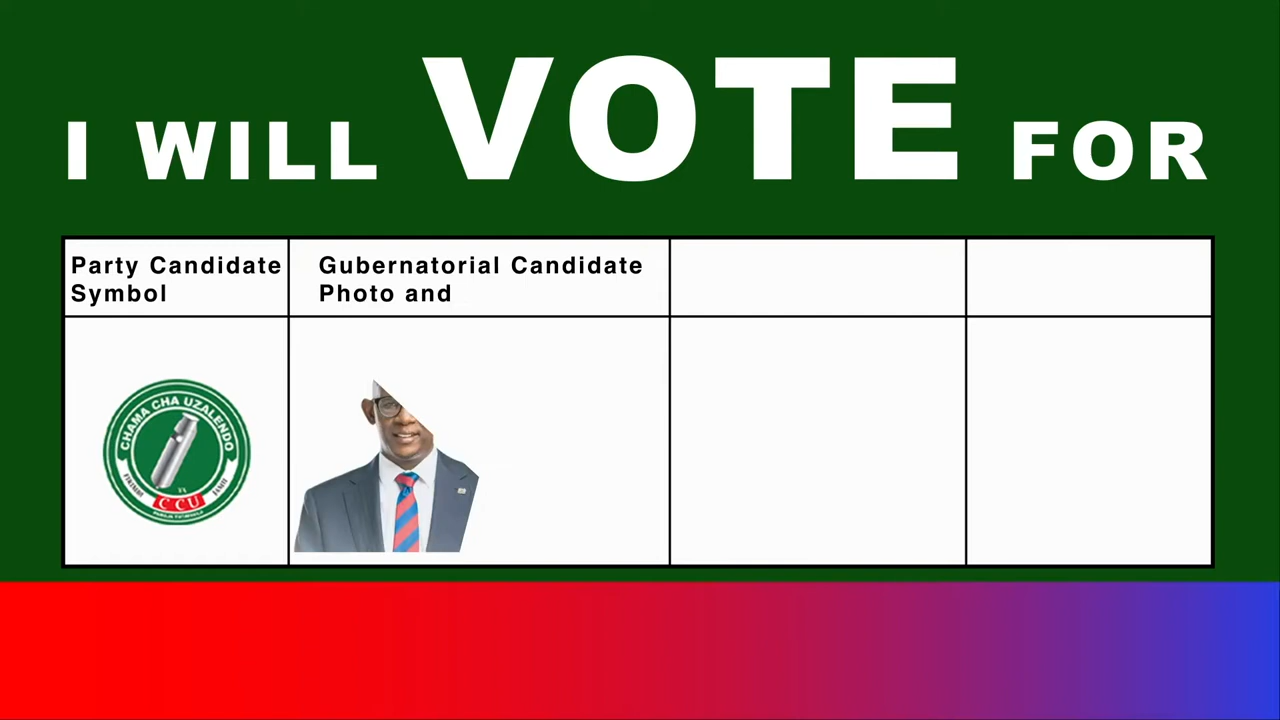 I WILL VOTE FOR
Party Candidate
Symbol
Gubernatorial Candidate
Photo and
CHAMA CHA UZALENDO
CCU